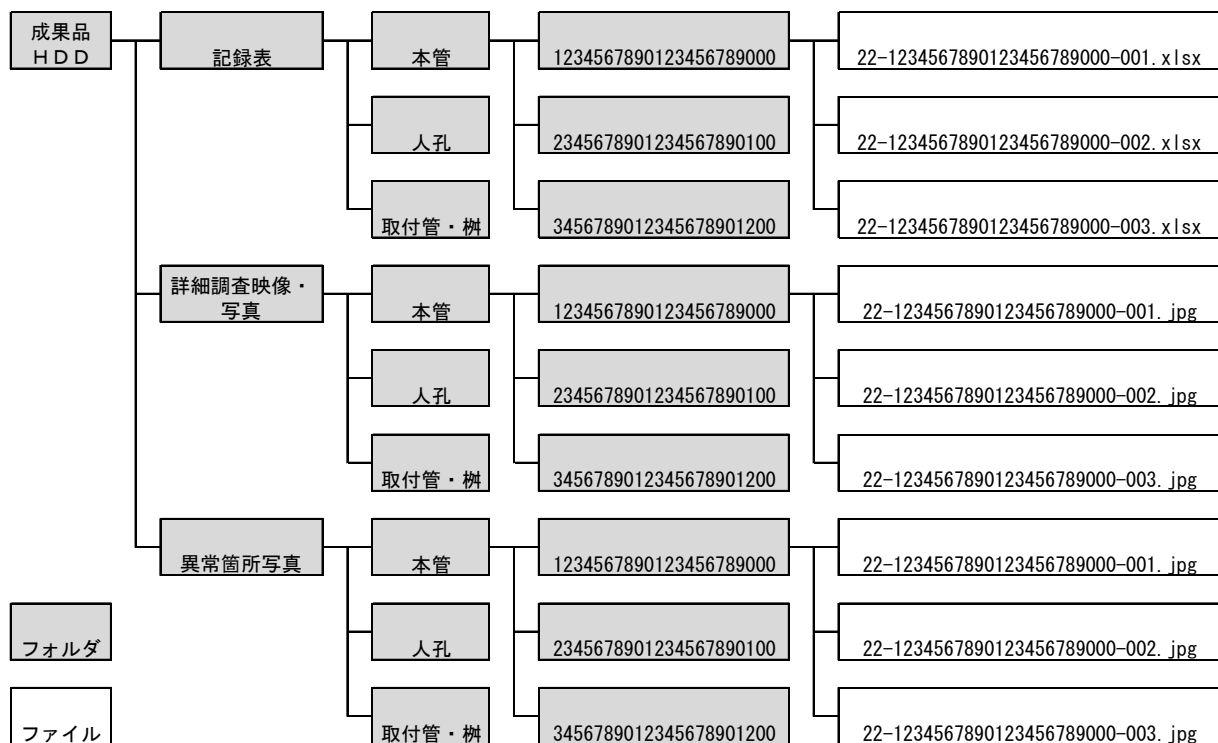 成果品
ＨＤＤ
記録表
本管
1234567890123456789000
22-1234567890123456789000-001.xlsx
人孔
2345678901234567890100
22-1234567890123456789000-002.xlsx
取付管・桝
3456789012345678901200
22-1234567890123456789000-003.xlsx
詳細調査映像・
写真
本管
1234567890123456789000
22-1234567890123456789000-001.jpg
人孔
2345678901234567890100
22-1234567890123456789000-002.jpg
取付管・桝
3456789012345678901200
22-1234567890123456789000-003.jpg
異常箇所写真
本管
1234567890123456789000
22-1234567890123456789000-001.jpg
フォルダ
人孔
2345678901234567890100
22-1234567890123456789000-002.jpg
ファイル
取付管・桝
3456789012345678901200
22-1234567890123456789000-003.jpg